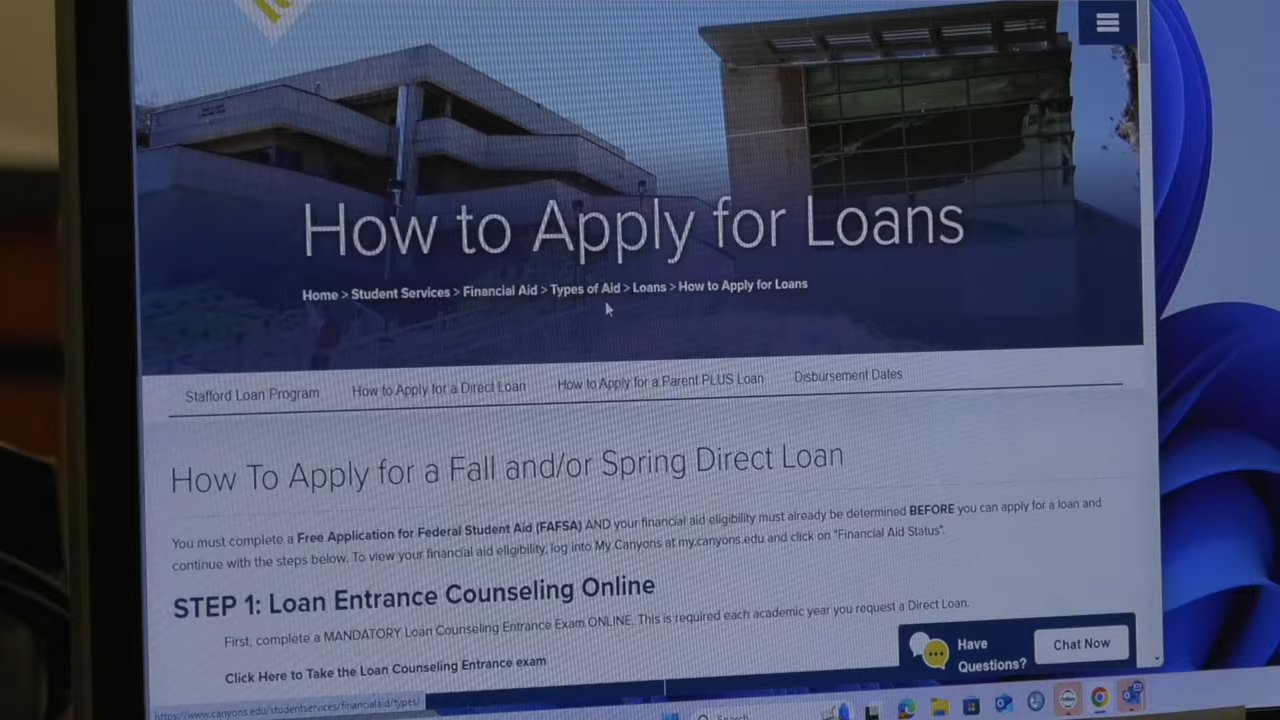 How to Apply for Loans
Home > Student Services > Financial Aid > Types of Aid > Loans > How to Apply for Loans
Stafford Loan Program How to Apply for a Direct Loan How to Apply for a Parent PLUS Loan Disbursement Dates
How To Apply for a Fall and/or Spring Direct Loan
You must complete a Free Application for Federal Student Aid (FAFSA) AND your financial aid eligibility must already be determined BEFORE you can apply for a loan and
continue with the steps below. To view your financial aid eligibility, log into My Canyons at my.canyons.edu and click on "Financial Aid Status".
STEP 1: Loan Entrance Counseling Online
First, complete a MANDATORY Loan Counseling Entrance Exam ONLINE. This is required each academic year you request a Direct Loan.
Click Here to Take the Loan Counseling Entrance exam
Have
Questions?
Chat Now
https://www.canyons.edu/studentservices/financialaid/types/
Search